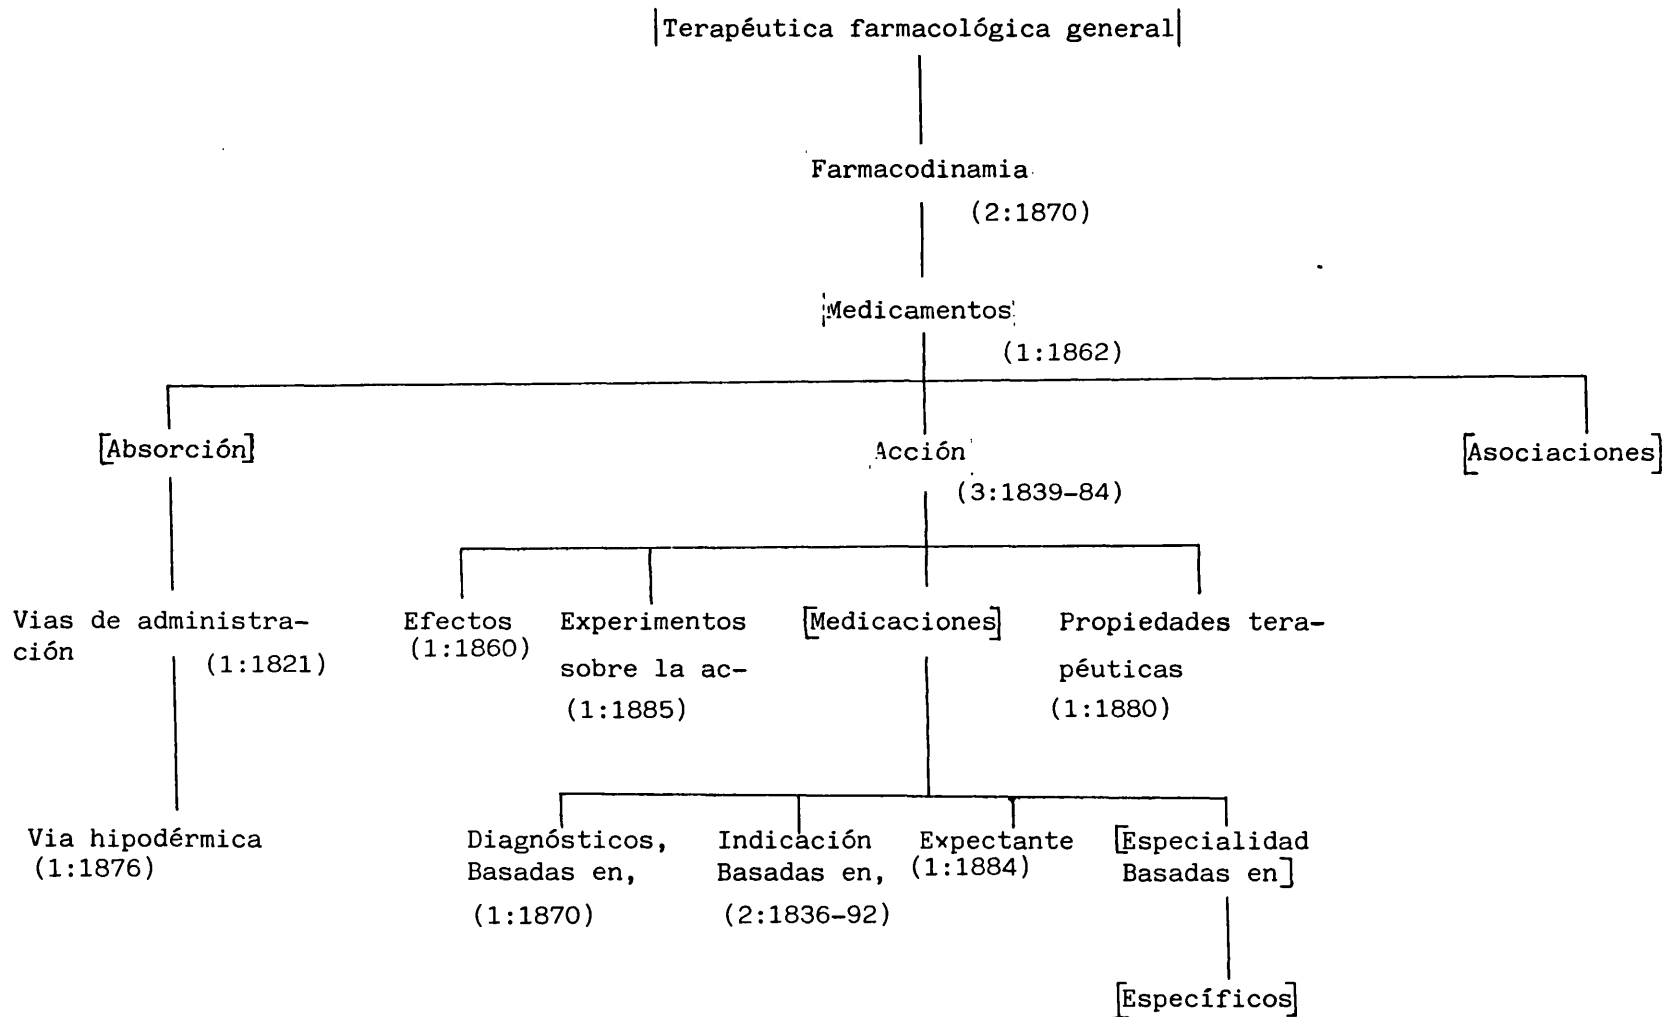 |Terapéutica farmacológica general|
Farmacodinamia
(2:1870)
Medicamentos
(1:1862)
[Absorción]
Acción
[Asociaciones]
(3:1839-84)
Vias de administra-
ción
(1:1821)
Efectos
(1:1860)
Experimentos
sobre la ac-
(1:1885)
[Medicaciones]
Propiedades tera-
péuticas
(1:1880)
Via hipodérmica
(1:1876)
Diagnósticos,
Basadas en,
(1:1870)
Indicación
Basadas en,
(2:1836-92)
Expectante
(1:1884)
[Especialidad
Basadas en]
[Específicos]